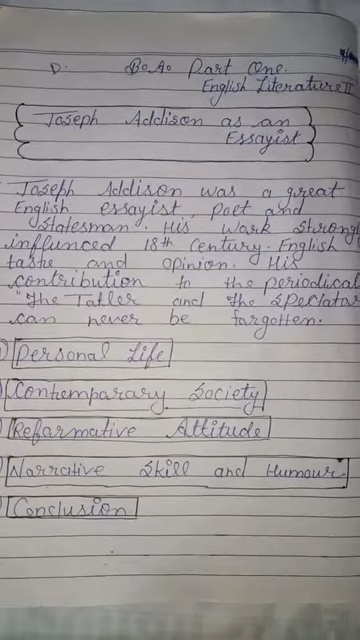 D. B.A. Part One.
English Literature II
Joseph Addison as an
Essayist
Joseph Addison was a great
English essayist, Poet and
Statesman. His work strongl
inffunced 18th Century. English
taste and opinion. His
contribution to the periodical
"The Tatler and the Spectator
can never be forgotten.
Personal Life
Contemparary Society
Reformative Attitude
Narrative Skill and Humour
Conclusion